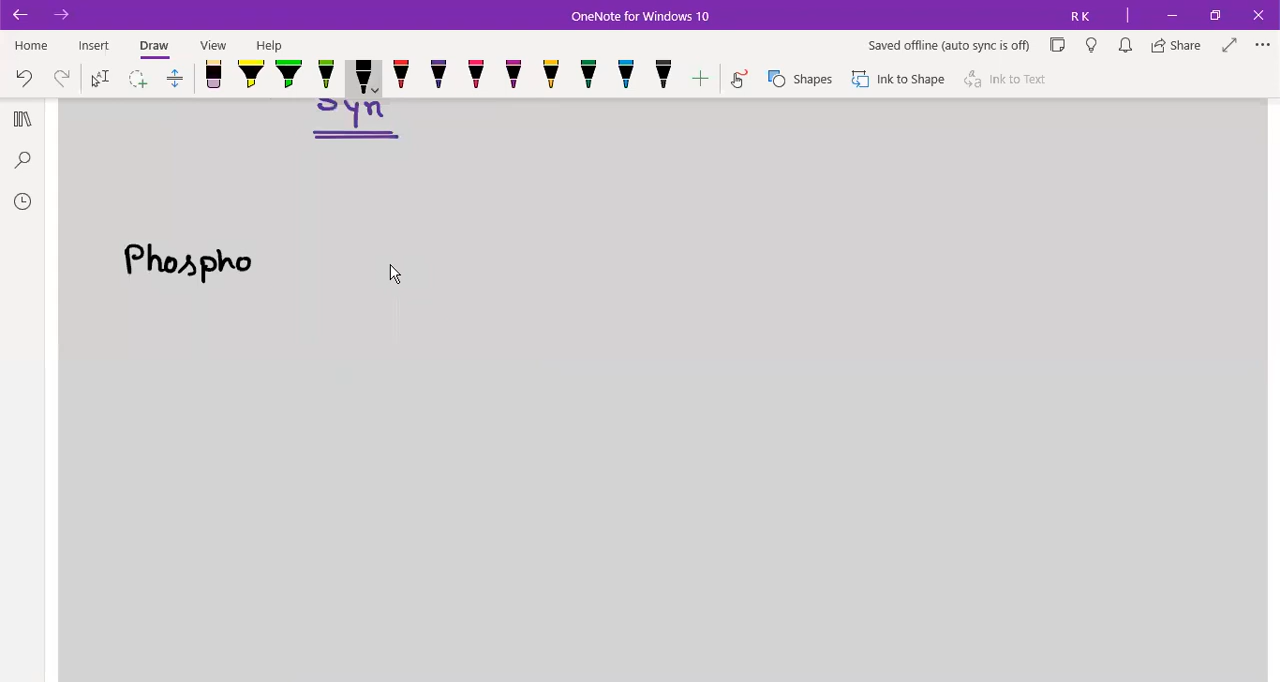 OneNote for Windows 10
R K
Home Insert Draw View Help
Saved offline (auto sync is off) Share
Shapes Ink to Shape Ink to Text
Syn
Phospho